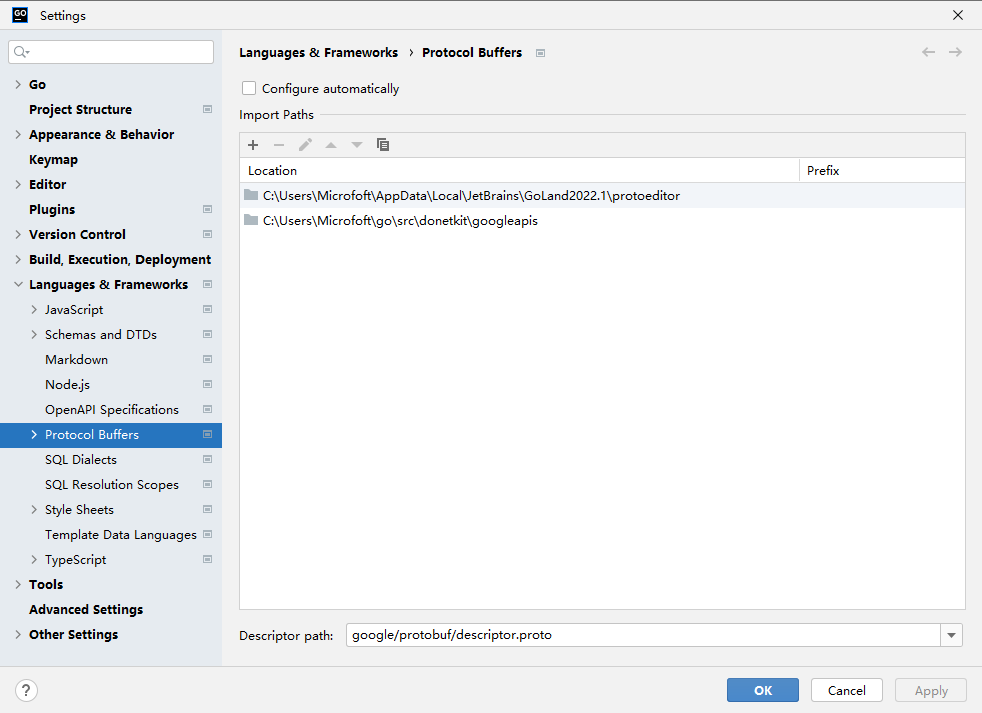 GO
Settings
Languages & Frameworks › Protocol Buffers
Go
Project Structure
Appearance & Behavior
Keymap
Editor
Plugins
Version Control
Build, Execution, Deployment
Languages & Frameworks
JavaScript
Schemas and DTDs
Markdown
Node.js
OpenAPI Specifications
Protocol Buffers
SQL Dialects
SQL Resolution Scopes
Style Sheets
Template Data Languages
TypeScript
Tools
Advanced Settings
Other Settings
Configure automatically
Import Paths
Location Prefix
C:\Users\Microfoft\AppData\Local\JetBrains\GoLand2022.1\protoeditor
C:\Users\Microfoft\go\src\donetkit\googleapis
Descriptor path: google/protobuf/descriptor.proto
? OK Cancel Apply